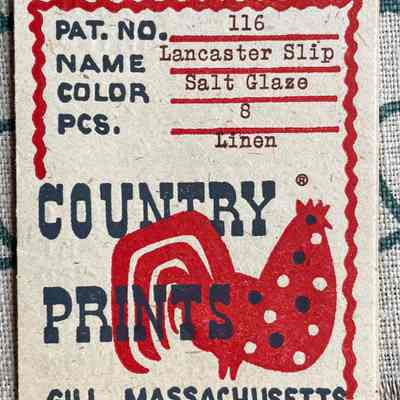 PAT. NO. 116
NAME Lancaster Slip
COLOR Salt Glaze
PCS. 8
Linen
COUNTRY ®
PRINTS
GILL, MASSACHUSETTS